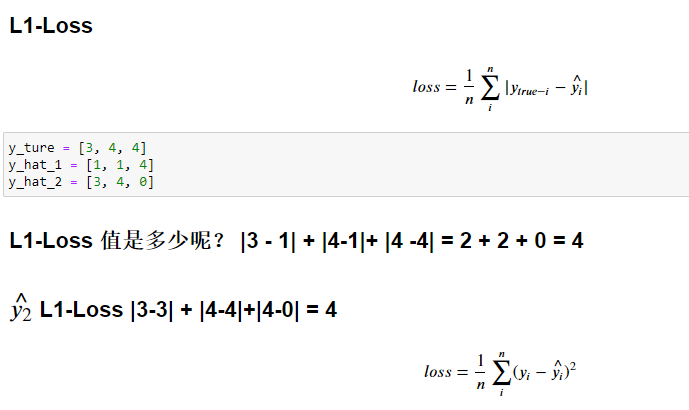 L1-Loss
loss = \frac{1}{n} \sum_{i}^{n} |y_{true-i} - \hat{y_i}|
y_ture = [3, 4, 4]
y_hat_1 = [1, 1, 4]
y_hat_2 = [3, 4, 0]
L1-Loss 值是多少呢？ |3 - 1| + |4-1|+ |4 -4| = 2 + 2 + 0 = 4
\hat{y_2} L1-Loss |3-3| + |4-4|+|4-0| = 4
loss = \frac{1}{n} \sum_{i}^{n} (y_i - \hat{y_i})^2